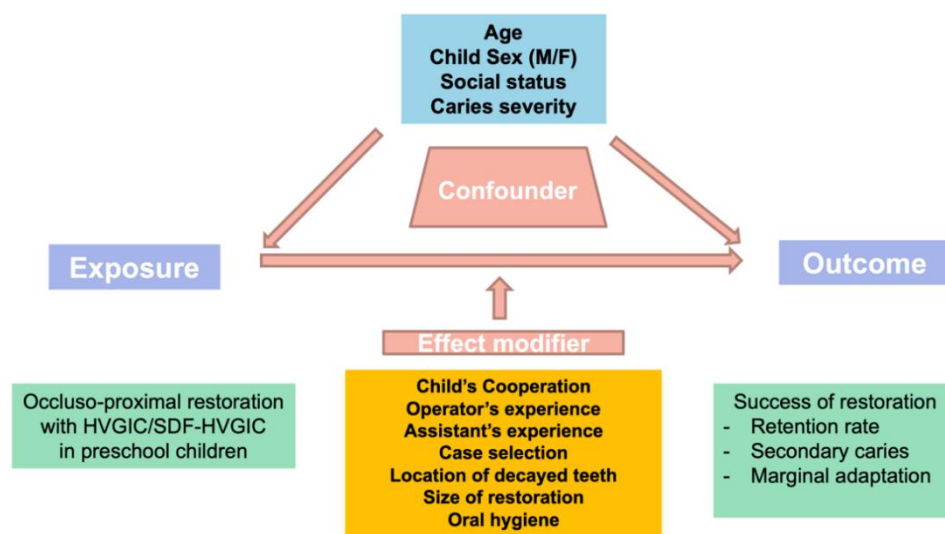 Age
Child Sex (M/F)
Social status
Caries severity
Confounder
Exposure
Outcome
Effect modifier
Occluso-proximal restoration
with HVGIC/SDF-HVGIC
in preschool children
Child's Cooperation
Operator's experience
Assistant's experience
Case selection
Location of decayed teeth
Size of restoration
Oral hygiene
Success of restoration
- Retention rate
- Secondary caries
- Marginal adaptation